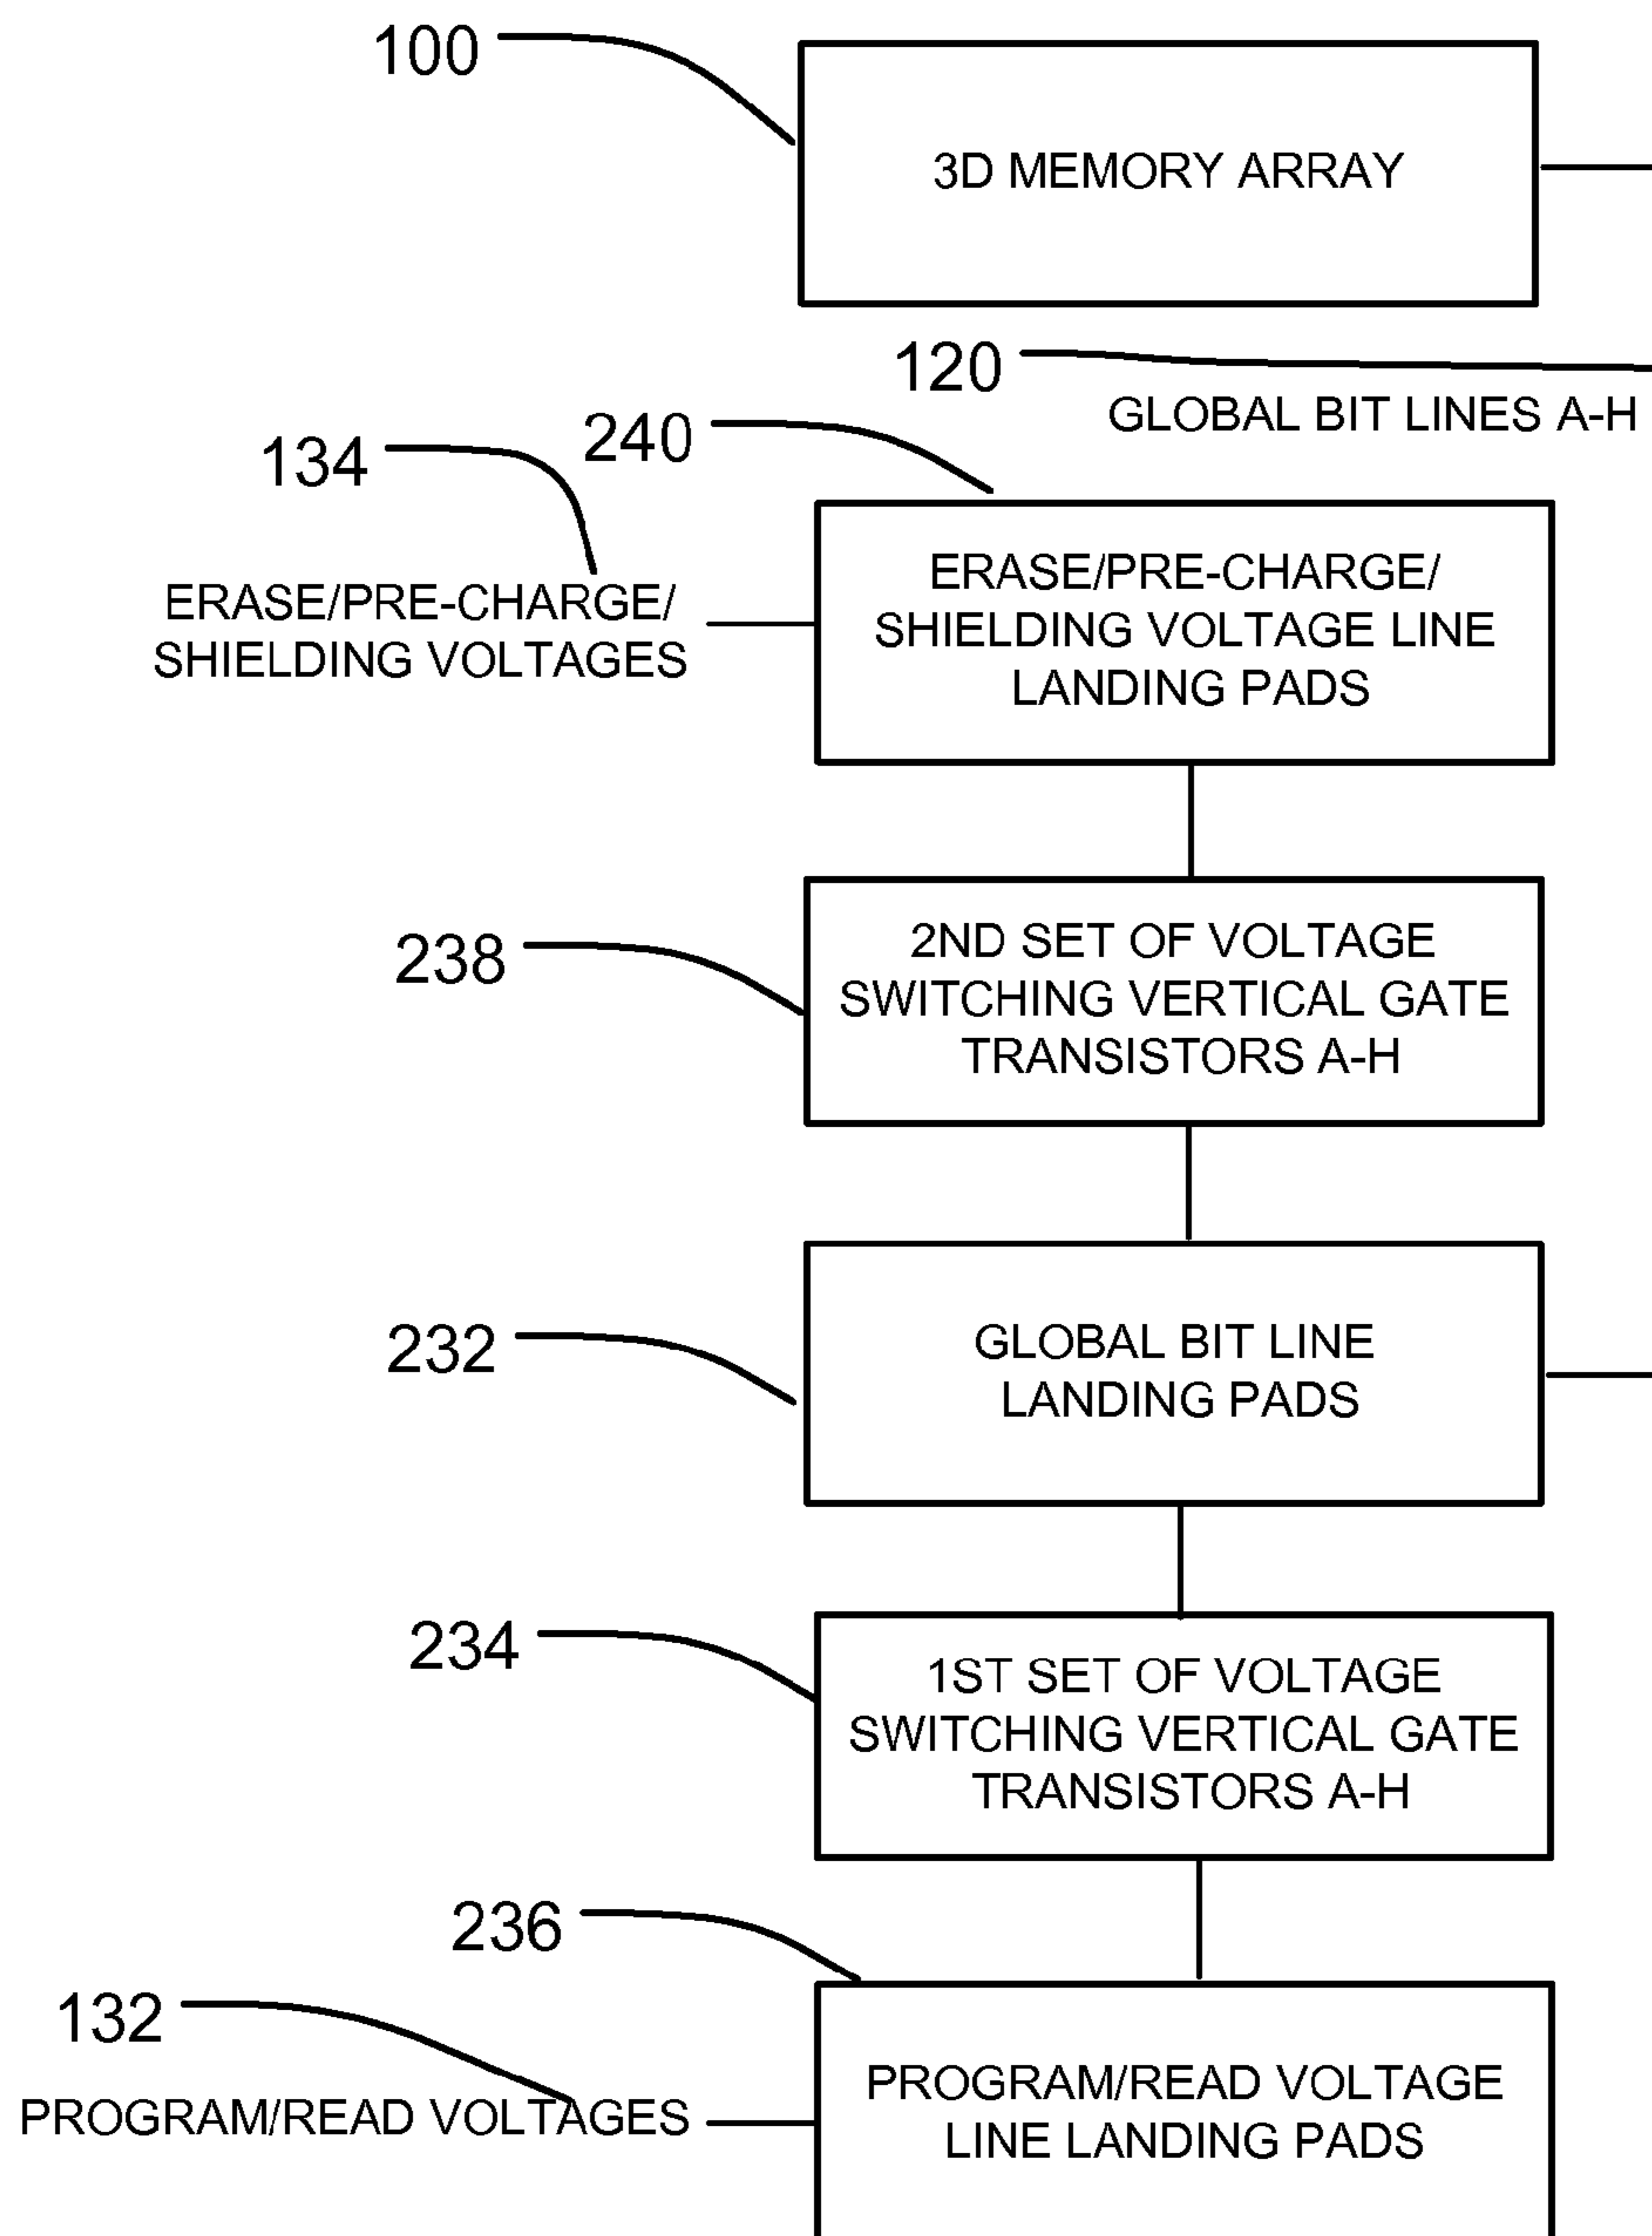 100
3D MEMORY ARRAY
120
GLOBAL BIT LINES A-H
240
134
ERASE/PRE-CHARGE/
SHIELDING VOLTAGES
ERASE/PRE-CHARGE/
SHIELDING VOLTAGE LINE
LANDING PADS
238
2ND SET OF VOLTAGE
SWITCHING VERTICAL GATE
TRANSISTORS A-H
232
GLOBAL BIT LINE
LANDING PADS
234
1ST SET OF VOLTAGE
SWITCHING VERTICAL GATE
TRANSISTORS A-H
236
132
PROGRAM/READ VOLTAGES
PROGRAM/READ VOLTAGE
LINE LANDING PADS